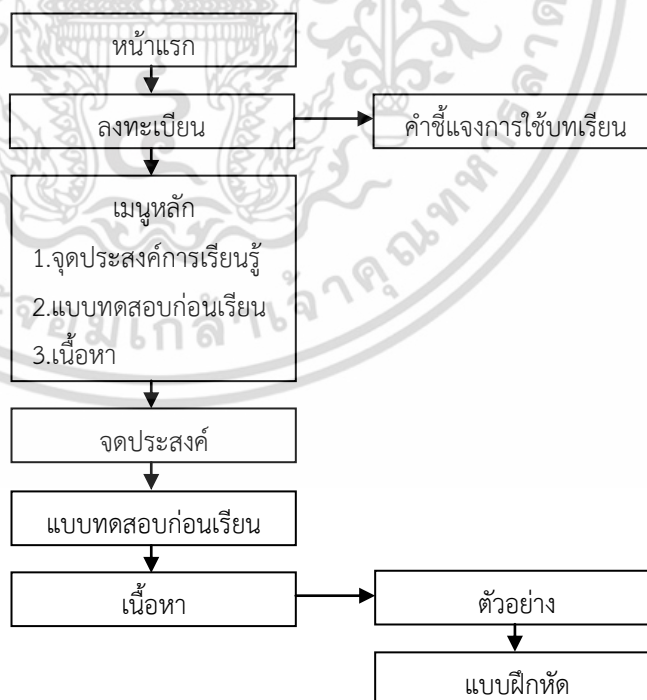 หน้าแรก
ลงทะเบียน
คำชี้แจงการใช้บทเรียน
เมนูหลัก
1.จุดประสงค์การเรียนรู้
2.แบบทดสอบก่อนเรียน
3.เนื้อหา
จดประสงค์
แบบทดสอบก่อนเรียน
เนื้อหา
ตัวอย่าง
แบบฝึกหัด